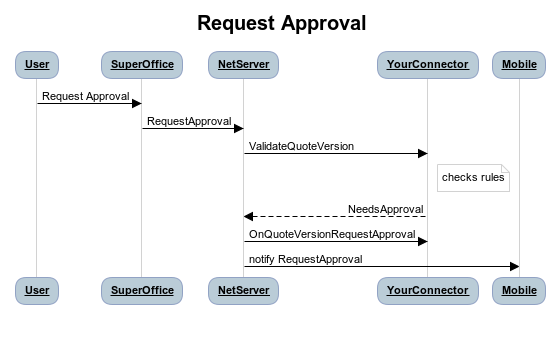 Request Approval
User SuperOffice NetServer YourConnector Mobile
Request Approval
RequestApproval
ValidateQuoteVersion
checks rules
NeedsApproval
OnQuoteVersionRequestApproval
notify RequestApproval
User SuperOffice NetServer YourConnector Mobile